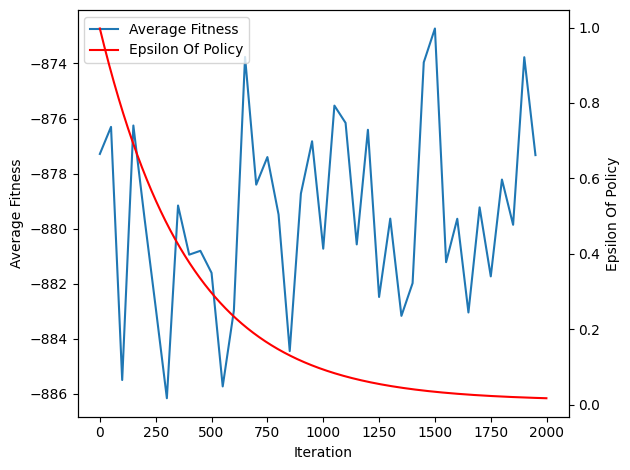 Average Fitness
Epsilon Of Policy
−874
−876
−878
−880
−882
−884
−886
Average Fitness
1.0
0.8
0.6
0.4
0.2
0.0
Epsilon Of Policy
0 250 500 750 1000 1250 1500 1750 2000
Iteration